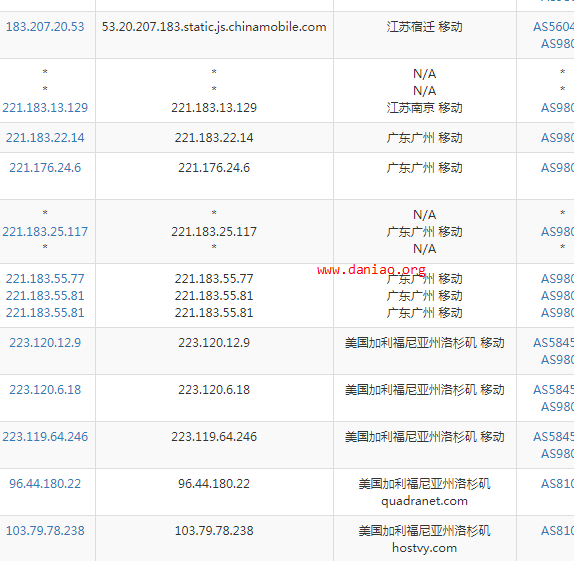 183.207.20.53 53.20.207.183.static.js.chinamobile.com 江苏宿迁 移动 AS5604
AS980
* * N/A *
* * N/A *
221.183.13.129 221.183.13.129 江苏南京 移动 AS980
221.183.22.14 221.183.22.14 广东广州 移动 AS980
221.176.24.6 221.176.24.6 广东广州 移动 AS980
* * N/A *
221.183.25.117 221.183.25.117 广东广州 移动 AS980
* * N/A *
www.daniao.org
221.183.55.77 221.183.55.77 广东广州 移动 AS980
221.183.55.81 221.183.55.81 广东广州 移动 AS980
221.183.55.81 221.183.55.81 广东广州 移动 AS980
223.120.12.9 223.120.12.9 美国加利福尼亚州洛杉矶 移动 AS5845
AS980
223.120.6.18 223.120.6.18 美国加利福尼亚州洛杉矶 移动 AS5845
AS980
223.119.64.246 223.119.64.246 美国加利福尼亚州洛杉矶 移动 AS5845
AS980
96.44.180.22 96.44.180.22 美国加利福尼亚州洛杉矶 AS810
quadranet.com
103.79.78.238 103.79.78.238 美国加利福尼亚州洛杉矶 AS810
hostvy.com